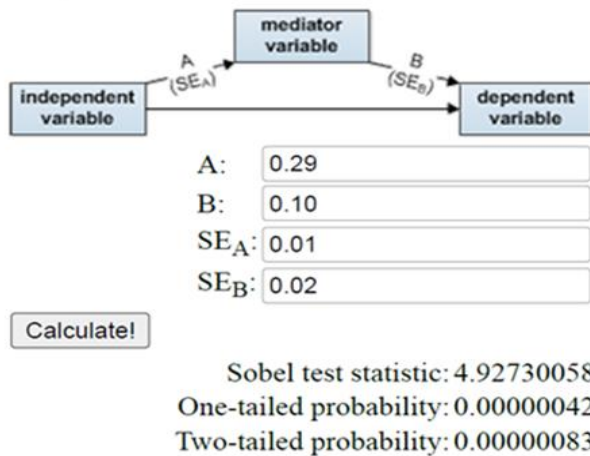 mediator
variable
A
(SEA)
B
(SEB)
independent
variable
dependent
variable
A: 0.29
B: 0.10
SEA: 0.01
SEB: 0.02
Calculate!
Sobel test statistic: 4.92730058
One-tailed probability: 0.00000042
Two-tailed probability: 0.00000083